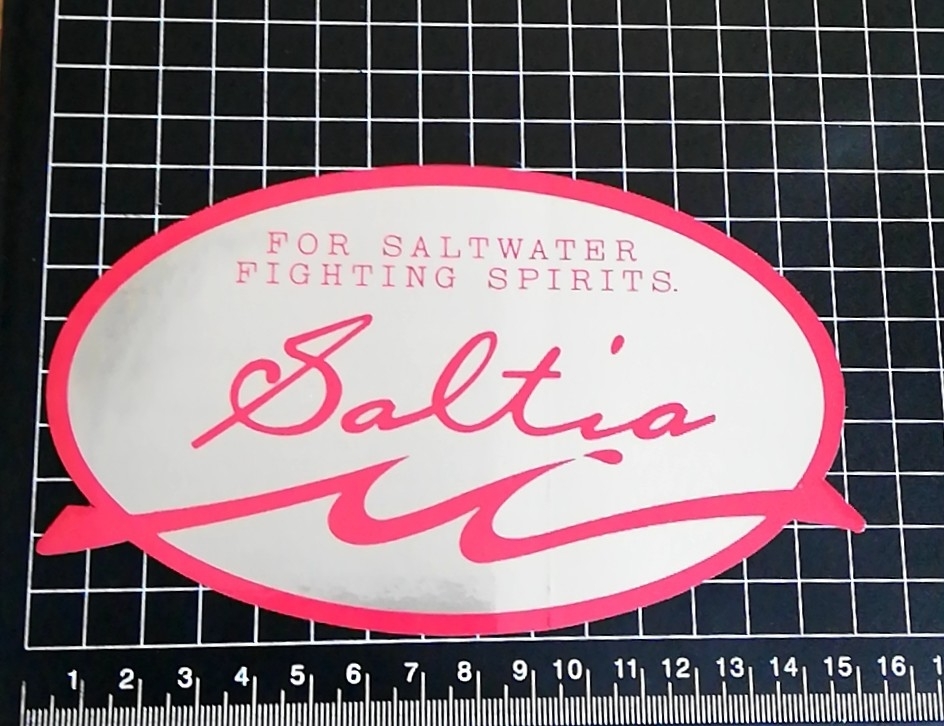 FOR SALTWATER
FIGHTING SPIRITS.
Saltia
1 2 3 4 5 6 7 8 9 10 11 12 13 14 15 16